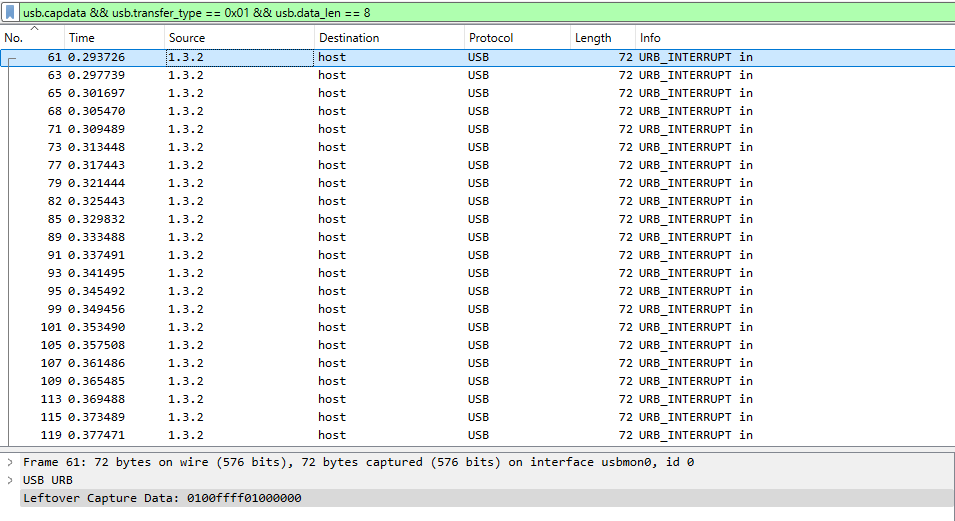 usb.capdata && usb.transfer_type == 0x01 && usb.data_len == 8
No. Time Source Destination Protocol Length Info
61 0.293726 1.3.2 host USB 72 URB_INTERRUPT in
63 0.297739 1.3.2 host USB 72 URB_INTERRUPT in
65 0.301697 1.3.2 host USB 72 URB_INTERRUPT in
68 0.305470 1.3.2 host USB 72 URB_INTERRUPT in
71 0.309489 1.3.2 host USB 72 URB_INTERRUPT in
73 0.313448 1.3.2 host USB 72 URB_INTERRUPT in
77 0.317443 1.3.2 host USB 72 URB_INTERRUPT in
79 0.321444 1.3.2 host USB 72 URB_INTERRUPT in
82 0.325443 1.3.2 host USB 72 URB_INTERRUPT in
85 0.329832 1.3.2 host USB 72 URB_INTERRUPT in
89 0.333488 1.3.2 host USB 72 URB_INTERRUPT in
91 0.337491 1.3.2 host USB 72 URB_INTERRUPT in
93 0.341495 1.3.2 host USB 72 URB_INTERRUPT in
95 0.345492 1.3.2 host USB 72 URB_INTERRUPT in
99 0.349456 1.3.2 host USB 72 URB_INTERRUPT in
101 0.353490 1.3.2 host USB 72 URB_INTERRUPT in
105 0.357508 1.3.2 host USB 72 URB_INTERRUPT in
107 0.361486 1.3.2 host USB 72 URB_INTERRUPT in
109 0.365485 1.3.2 host USB 72 URB_INTERRUPT in
113 0.369488 1.3.2 host USB 72 URB_INTERRUPT in
115 0.373489 1.3.2 host USB 72 URB_INTERRUPT in
119 0.377471 1.3.2 host USB 72 URB_INTERRUPT in
Frame 61: 72 bytes on wire (576 bits), 72 bytes captured (576 bits) on interface usbmon0, id 0
USB URB
Leftover Capture Data: 0100ffff01000000